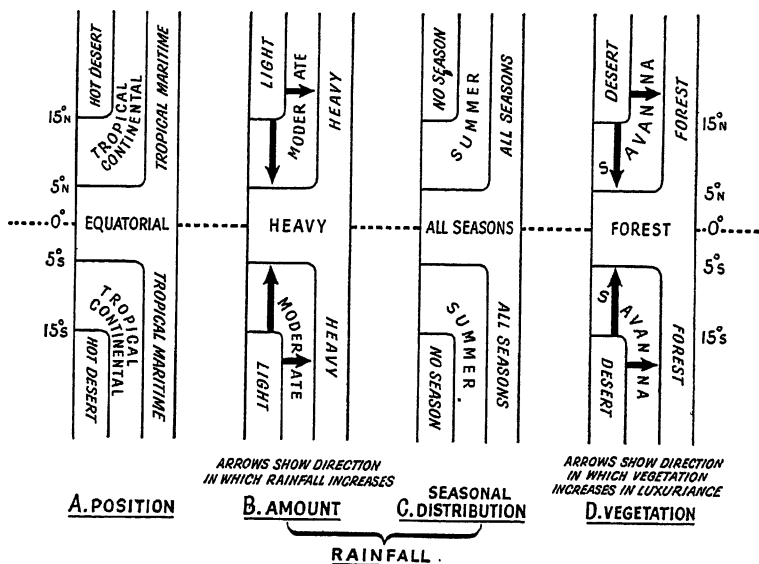 HOT DESERT
TROPICAL CONTINENTAL
TROPICAL MARITIME
15°N
5°N
0°
EQUATORIAL
5°S
15°S
TROPICAL CONTINENTAL
HOT DESERT
TROPICAL MARITIME
A. POSITION
LIGHT
MODERATE
HEAVY
HEAVY
MODERATE
LIGHT
HEAVY
ARROWS SHOW DIRECTION
IN WHICH RAINFALL INCREASES
B. AMOUNT
NO SEASON
SUMMER
ALL SEASONS
ALL SEASONS
SUMMER
NO SEASON
ALL SEASONS
SEASONAL
C. DISTRIBUTION
RAINFALL.
DESERT
SAVANNA
FOREST
15°N
5°N
FOREST
0°
5°S
15°S
SAVANNA
DESERT
FOREST
ARROWS SHOW DIRECTION
IN WHICH VEGETATION
INCREASES IN LUXURIANCE
D. VEGETATION